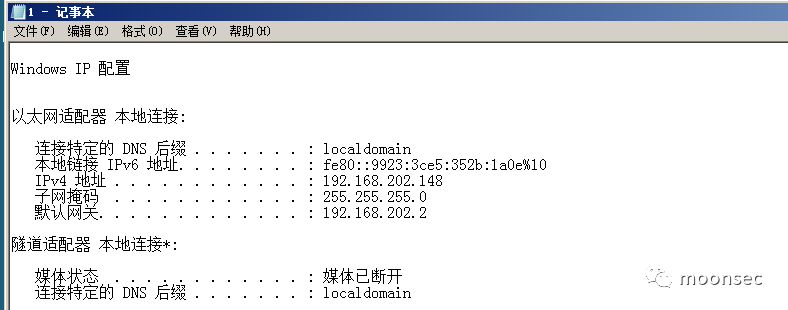 1 - 记事本
文件(F) 编辑(E) 格式(O) 查看(V) 帮助(H)
Windows IP 配置
以太网适配器 本地连接:
连接特定的 DNS 后缀 . . . . . . . : localdomain
本地链接 IPv6 地址. . . . . . . . : fe80::9923:3ce5:352b:1a0e%10
IPv4 地址 . . . . . . . . . . . . : 192.168.202.148
子网掩码 . . . . . . . . . . . . : 255.255.255.0
默认网关. . . . . . . . . . . . . : 192.168.202.2
隧道适配器 本地连接*:
媒体状态 . . . . . . . . . . . . : 媒体已断开
连接特定的 DNS 后缀 . . . . . . . : localdomain
moonsec